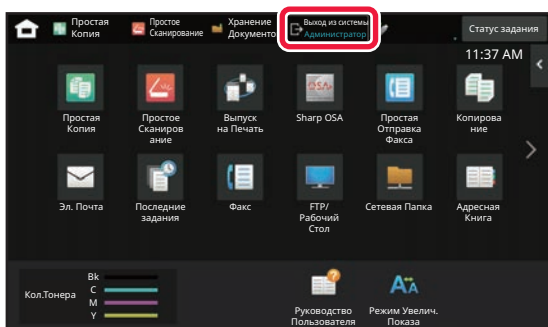 Простая
Копия
Простое
Сканирование
Хранение
Документо
Выход из системы
Администратор
Статус задания
11:37 AM
Простая
Копия
Простое
Сканиров
ание
Выпуск
на Печать
OSA
Sharp OSA
Простая
Отправка
Факса
Копирова
ние
Эл. Почта
Последние
задания
Факс
FTP/
Рабочий
Стол
Сетевая Папка
Адресная
Книга
Кол.Тонера
Bk
C
M
Y
Руководство
Пользователя
Режим Увелич.
Показа